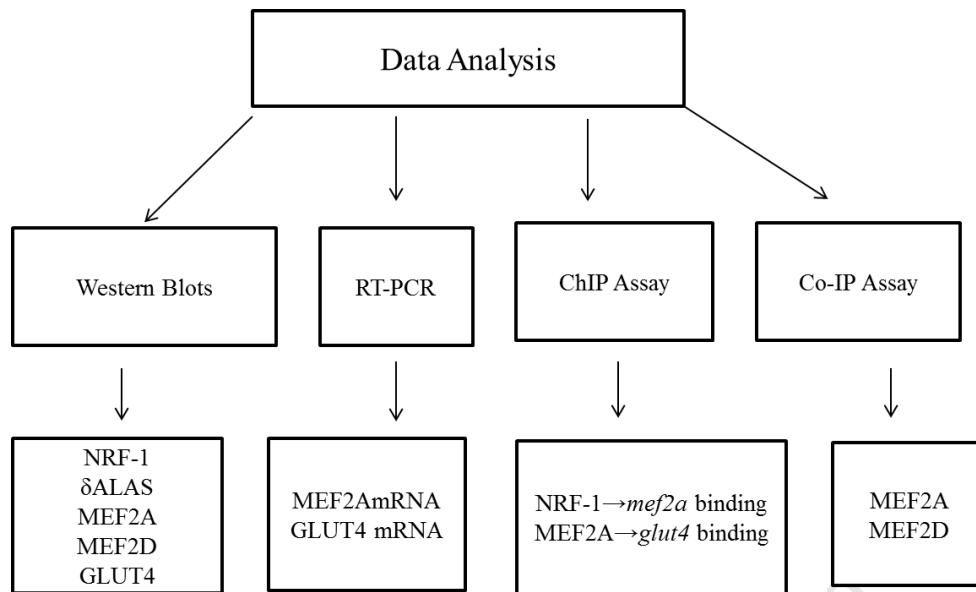 Data Analysis
Western Blots
RT-PCR
ChIP Assay
Co-IP Assay
NRF-1
δALAS
MEF2A
MEF2D
GLUT4
MEF2AmRNA
GLUT4 mRNA
NRF-1→mef2a binding
MEF2A→glut4 binding
MEF2A
MEF2D